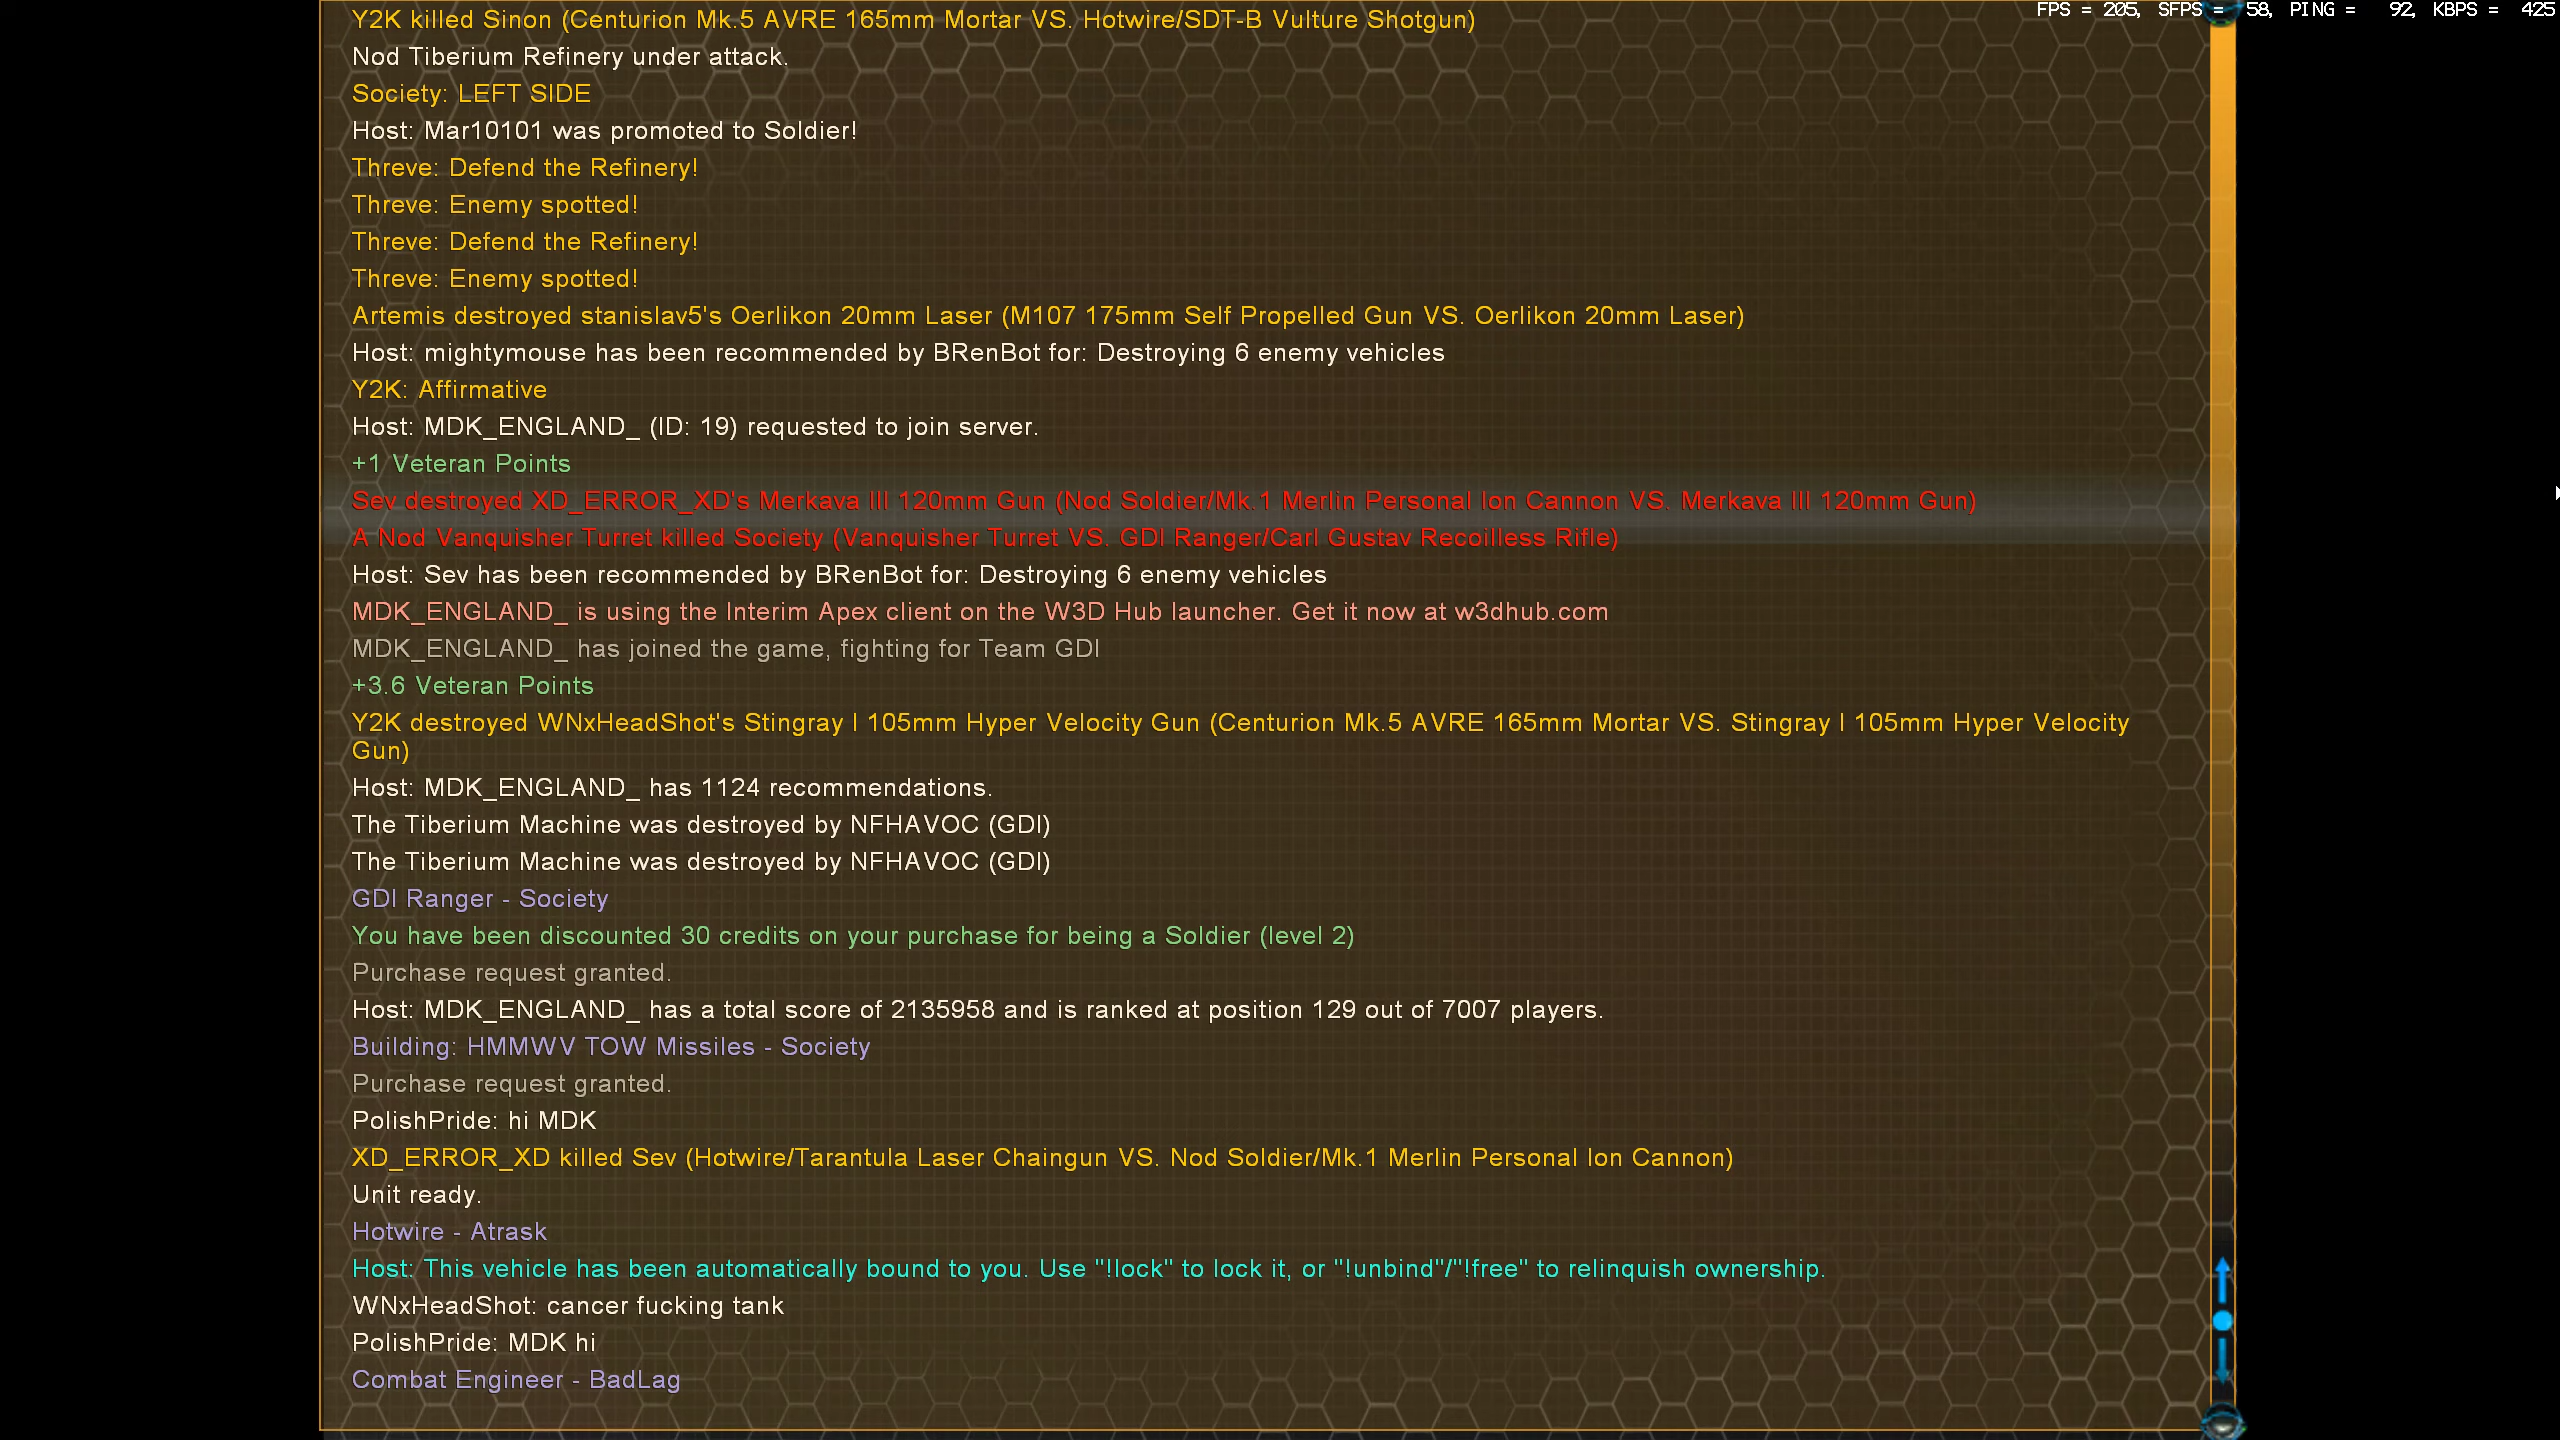 FPS = 205, SFPS = 58, PING = 92, KBPS = 425
Y2K killed Sinon (Centurion Mk.5 AVRE 165mm Mortar VS. Hotwire/SDT-B Vulture Shotgun)
Nod Tiberium Refinery under attack.
Society: LEFT SIDE
Host: Mar10101 was promoted to Soldier!
Threve: Defend the Refinery!
Threve: Enemy spotted!
Threve: Defend the Refinery!
Threve: Enemy spotted!
Artemis destroyed stanislav5's Oerlikon 20mm Laser (M107 175mm Self Propelled Gun VS. Oerlikon 20mm Laser)
Host: mightymouse has been recommended by BRenBot for: Destroying 6 enemy vehicles
Y2K: Affirmative
Host: MDK_ENGLAND_ (ID: 19) requested to join server.
+1 Veteran Points
Sev destroyed XD_ERROR_XD's Merkava III 120mm Gun (Nod Soldier/Mk.1 Merlin Personal Ion Cannon VS. Merkava III 120mm Gun)
A Nod Vanquisher Turret killed Society (Vanquisher Turret VS. GDI Ranger/Carl Gustav Recoilless Rifle)
Host: Sev has been recommended by BRenBot for: Destroying 6 enemy vehicles
MDK_ENGLAND_ is using the Interim Apex client on the W3D Hub launcher. Get it now at w3dhub.com
MDK_ENGLAND_ has joined the game, fighting for Team GDI
+3.6 Veteran Points
Y2K destroyed WNxHeadShot's Stingray I 105mm Hyper Velocity Gun (Centurion Mk.5 AVRE 165mm Mortar VS. Stingray I 105mm Hyper Velocity
Gun)
Host: MDK_ENGLAND_ has 1124 recommendations.
The Tiberium Machine was destroyed by NFHAVOC (GDI)
The Tiberium Machine was destroyed by NFHAVOC (GDI)
GDI Ranger - Society
You have been discounted 30 credits on your purchase for being a Soldier (level 2)
Purchase request granted.
Host: MDK_ENGLAND_ has a total score of 2135958 and is ranked at position 129 out of 7007 players.
Building: HMMWV TOW Missiles - Society
Purchase request granted.
PolishPride: hi MDK
XD_ERROR_XD killed Sev (Hotwire/Tarantula Laser Chaingun VS. Nod Soldier/Mk.1 Merlin Personal Ion Cannon)
Unit ready.
Hotwire - Atrask
Host: This vehicle has been automatically bound to you. Use "!lock" to lock it, or "!unbind"/"!free" to relinquish ownership.
WNxHeadShot: cancer fucking tank
PolishPride: MDK hi
Combat Engineer - BadLag